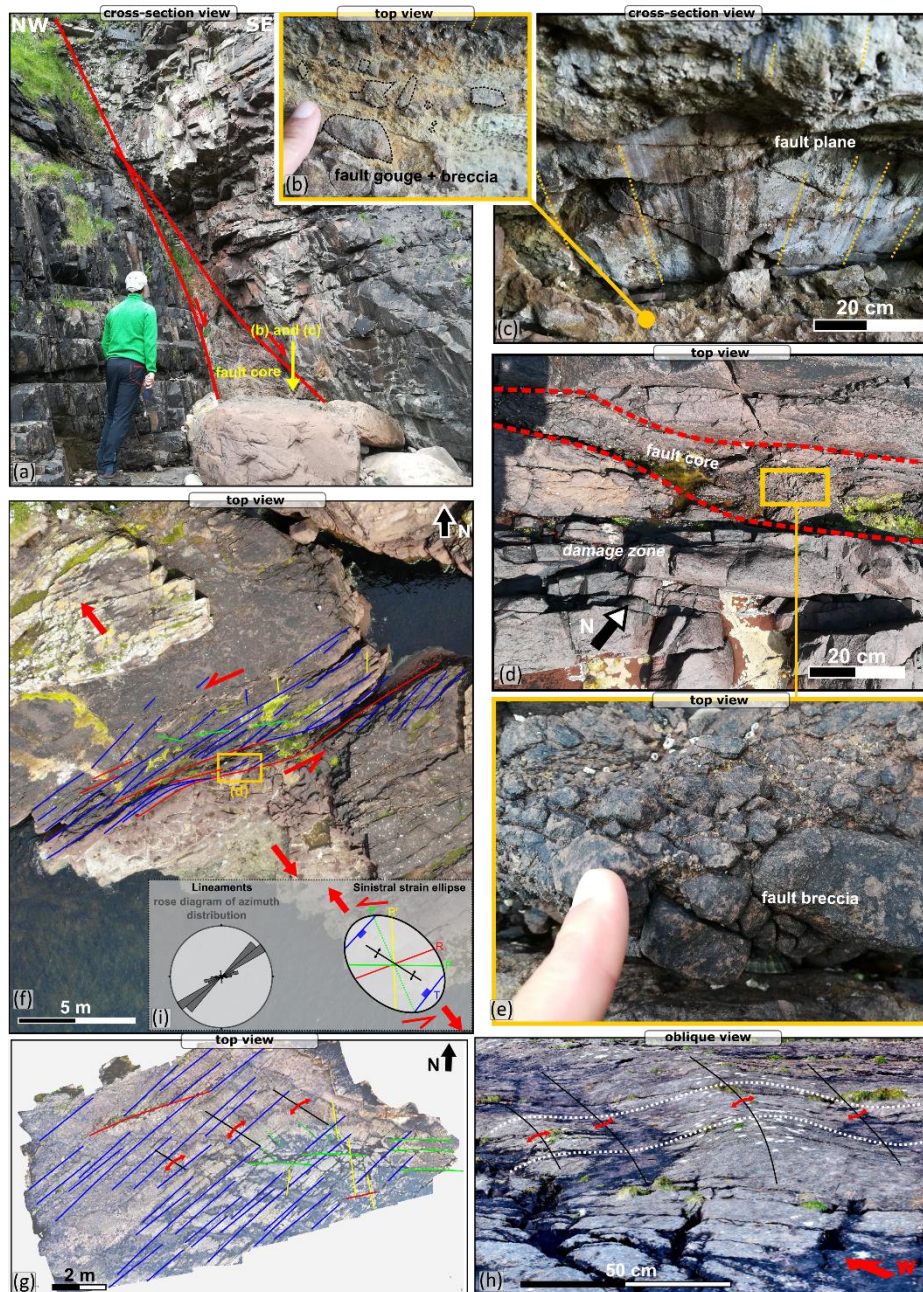 cross-section view
NW
SE
(b) and (c)
fault core
(a)
top view
fault gouge + breccia
(b)
cross-section view
fault plane
(c)
20 cm
top view
fault core
damage zone
N
(d)
20 cm
top view
fault breccia
(e)
top view
N
(d)
Lineaments
rose diagram of azimuth
distribution
Sinistral strain ellipse
R'
R
T
(f)
5 m
(i)
top view
N
(g)
2 m
oblique view
(h)
50 cm
W